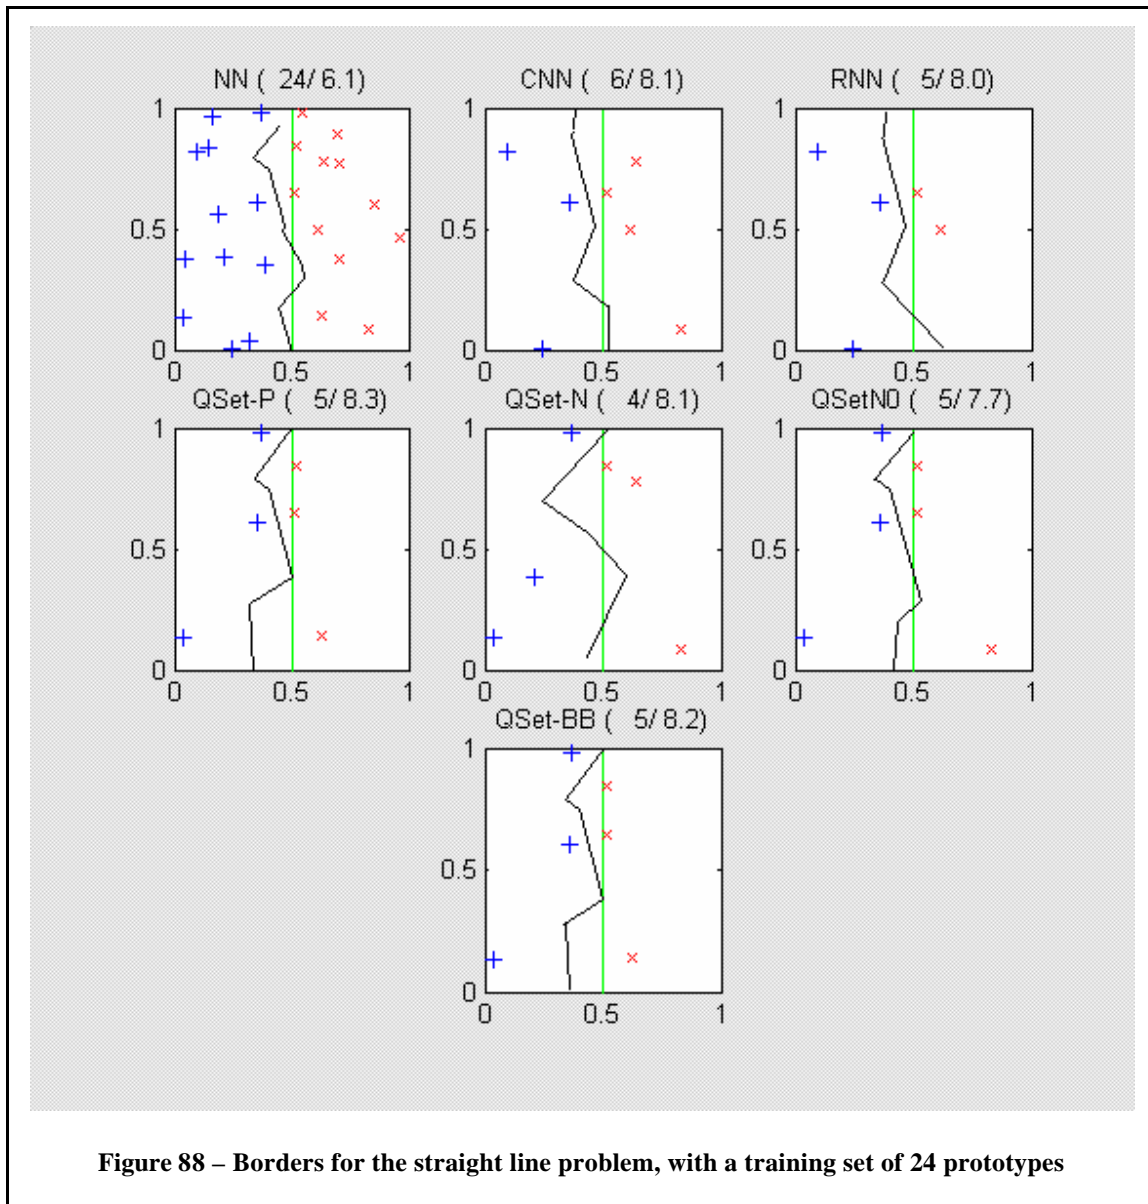 NN ( 24/ 6.1)
CNN ( 6/ 8.1)
RNN ( 5/ 8.0)
1
0.5
0
0 0.5 1
1
0.5
0
0 0.5 1
1
0.5
0
0 0.5 1
QSet-P ( 5/ 8.3)
QSet-N ( 4/ 8.1)
QSetN0 ( 5/ 7.7)
1
0.5
0
0 0.5 1
1
0.5
0
0 0.5 1
1
0.5
0
0 0.5 1
QSet-BB ( 5/ 8.2)
1
0.5
0
0 0.5 1
Figure 88 – Borders for the straight line problem, with a training set of 24 prototypes